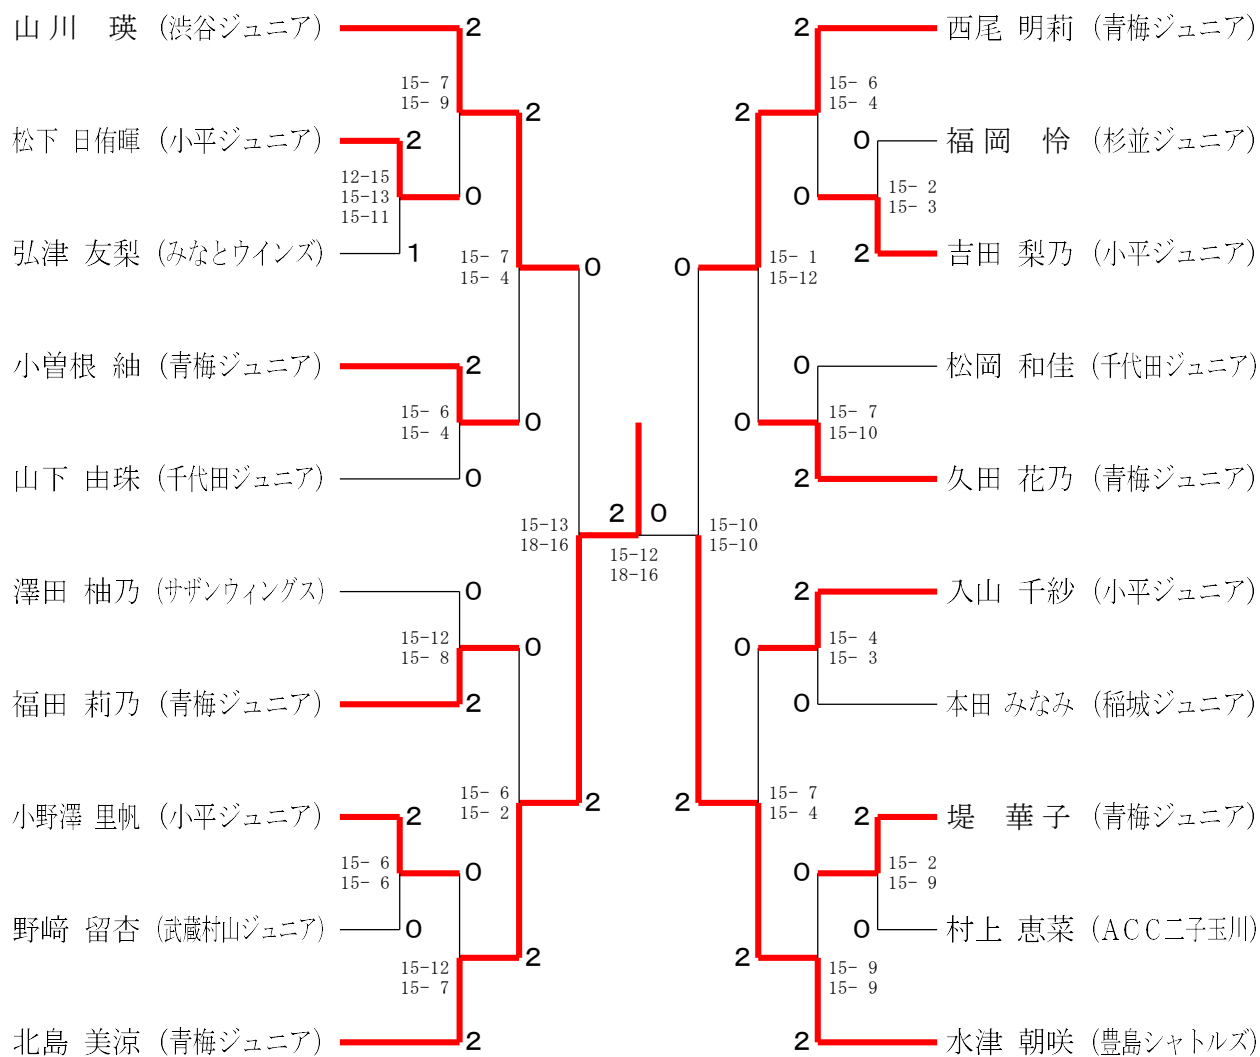 山川 瑛 (渋谷ジュニア) 2
15- 7
15- 9
2
松下 日侑暉 (小平ジュニア) 2
12-15
15-13
15-11
0
弘津 友梨 (みなとウインズ) 1
15- 7
15- 4
0
小曽根 紬 (青梅ジュニア) 2
15- 6
15- 4
0
山下 由珠 (千代田ジュニア) 0
15-13
18-16
澤田 柚乃 (サザンウィングス) 0
15-12
15- 8
0
福田 莉乃 (青梅ジュニア) 2
15- 6
15- 2
2
小野澤 里帆 (小平ジュニア) 2
15- 6
15- 6
0
野﨑 留杏 (武蔵村山ジュニア) 0
15-12
15- 7
2
北島 美涼 (青梅ジュニア) 2
2 0
15-12
18-16
2 西尾 明莉 (青梅ジュニア)
15- 6
15- 4
2
0 福岡 怜 (杉並ジュニア)
15- 2
15- 3
0
2 吉田 梨乃 (小平ジュニア)
0
15- 1
15-12
0 松岡 和佳 (千代田ジュニア)
15- 7
15-10
0
2 久田 花乃 (青梅ジュニア)
15-10
15-10
2 入山 千紗 (小平ジュニア)
15- 4
15- 3
0
0 本田 みなみ (稲城ジュニア)
2
15- 7
15- 4
2 堤 華子 (青梅ジュニア)
15- 2
15- 9
0
0 村上 恵菜 (ACC二子玉川)
2
15- 9
15- 9
2 水津 朝咲 (豊島シャトルズ)